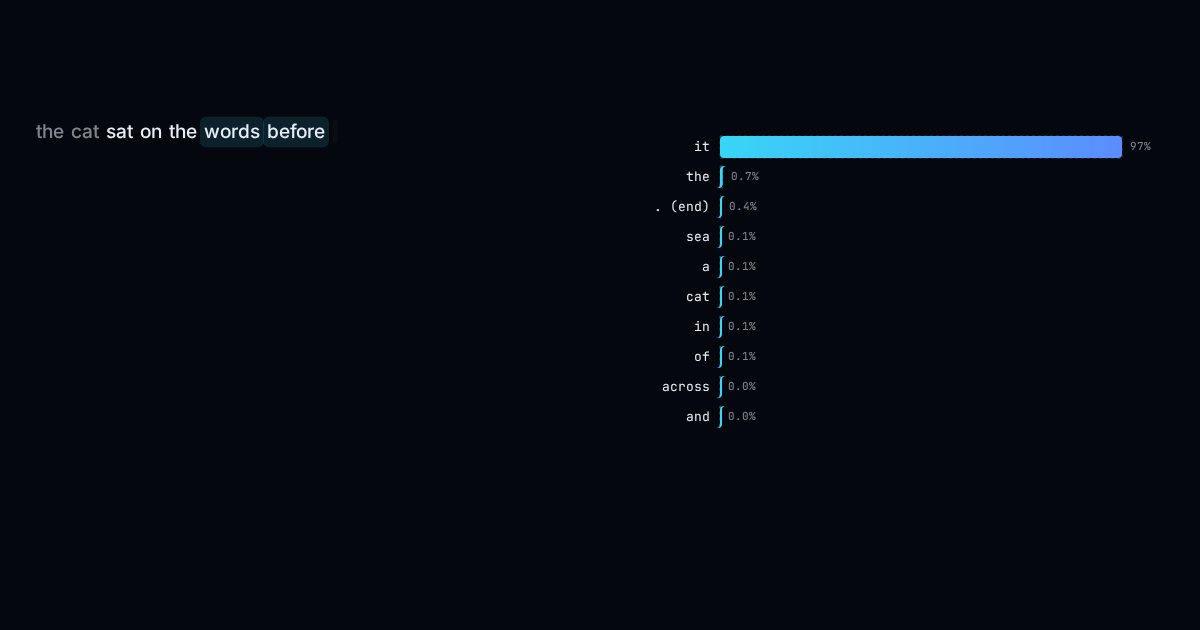 the cat sat on the words before
it 97%
the 0.7%
. (end) 0.4%
sea 0.1%
a 0.1%
cat 0.1%
in 0.1%
of 0.1%
across 0.0%
and 0.0%